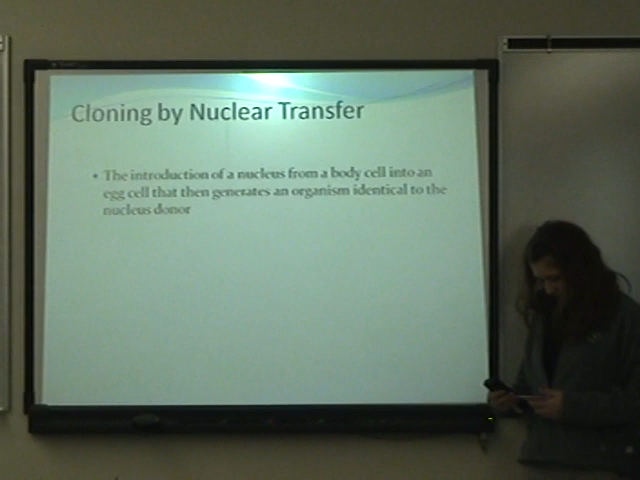 Cloning by Nuclear Transfer
• The introduction of a nucleus from a body cell into an
egg cell that then generates an organism identical to the
nucleus donor